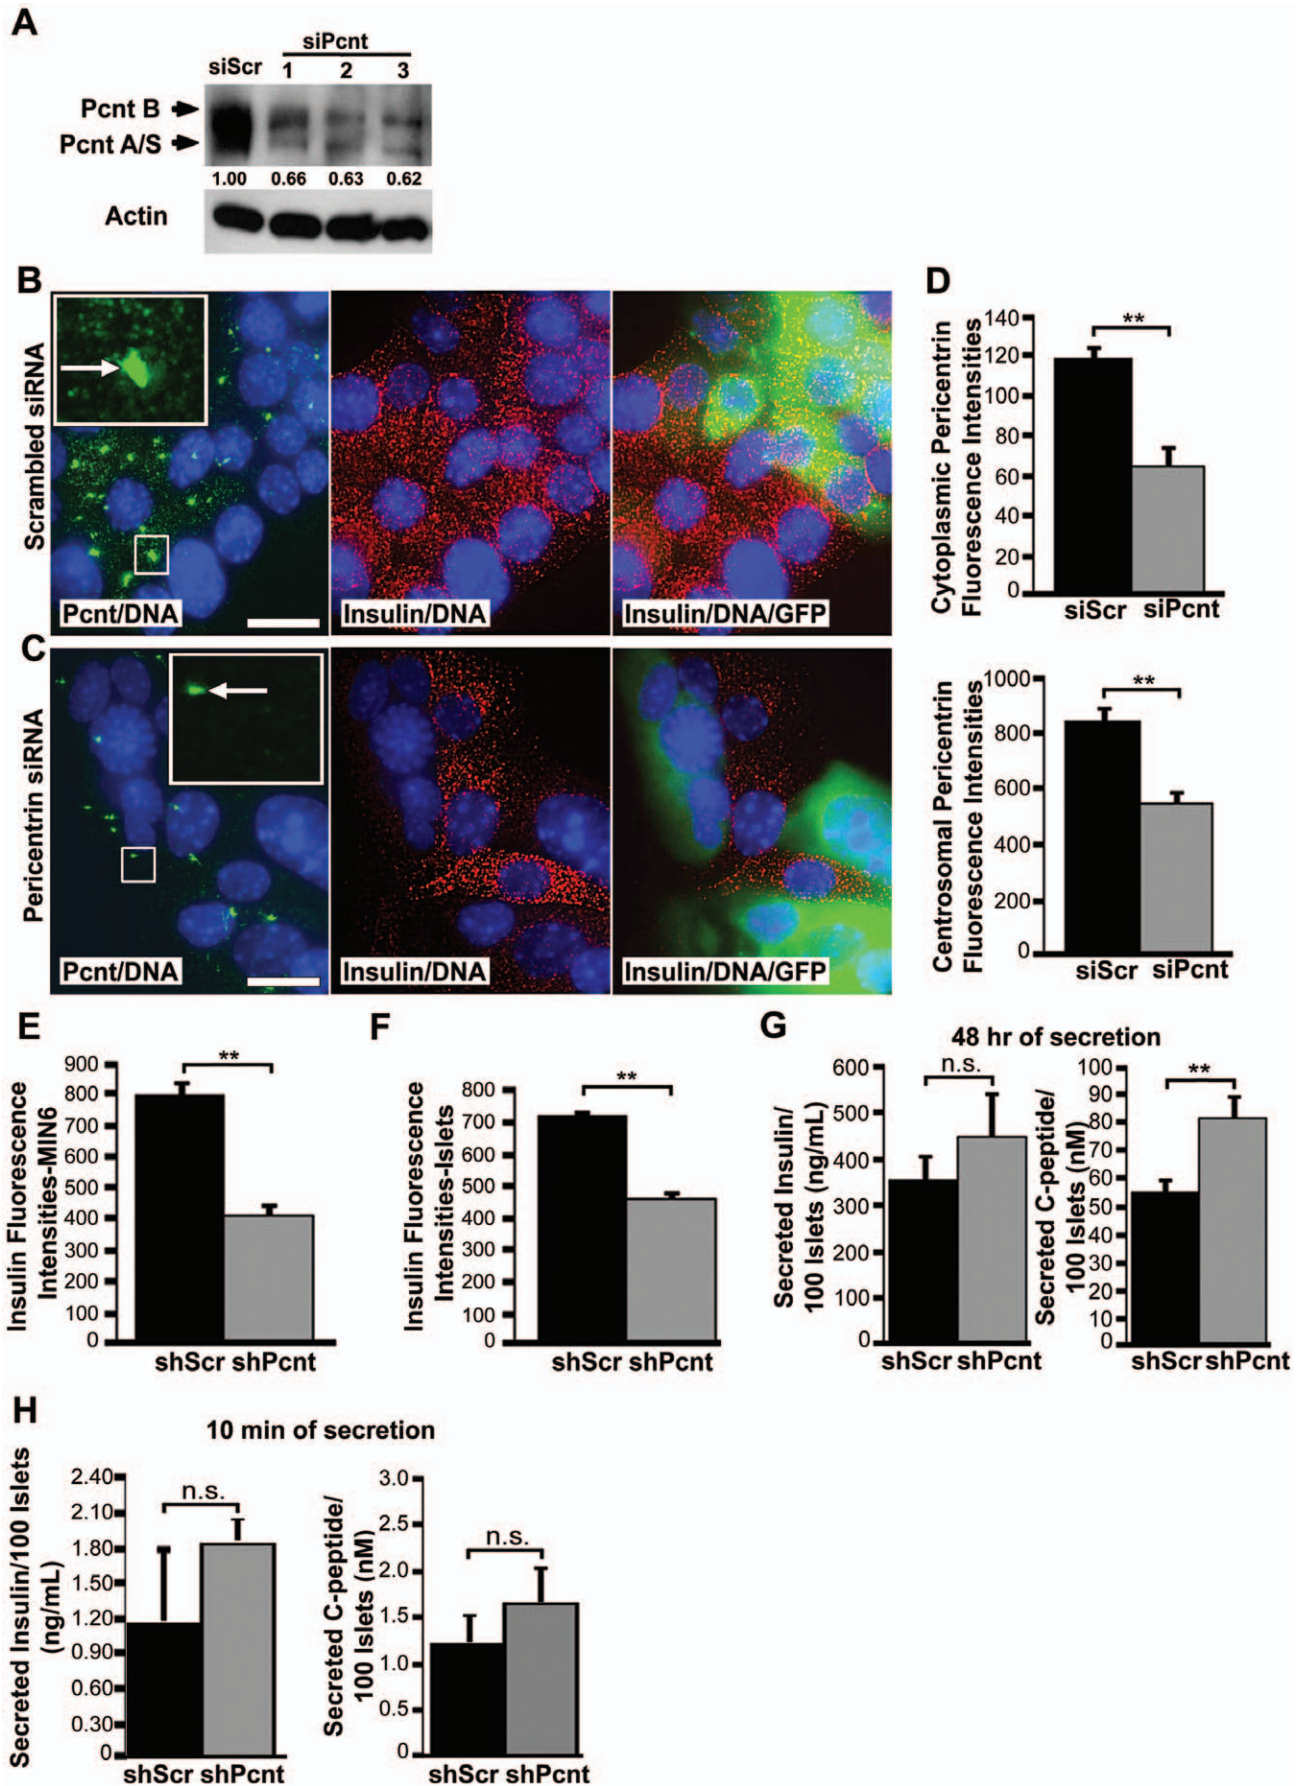 A
siPcnt
siScr 1 2 3
Pcnt B
Pcnt A/S
1.00 0.66 0.63 0.62
Actin
B
Scrambled siRNA
Pcnt/DNA
Insulin/DNA
Insulin/DNA/GFP
C
Pericentrin siRNA
Pcnt/DNA
Insulin/DNA
Insulin/DNA/GFP
D
Cytoplasmic Pericentrin
Fluorescence Intensities
140
120
100
80
60
40
20
0
**
siScr siPcnt
Centrosomal Pericentrin
Fluorescence Intensities
1000
800
600
400
200
0
**
siScr siPcnt
E
Insulin Fluorescence
Intensities-MIN6
900
800
700
600
500
400
300
200
100
0
**
shScr shPcnt
F
Insulin Fluorescence
Intensities-Islets
800
700
600
500
400
300
200
100
0
**
shScr shPcnt
G
48 hr of secretion
Secreted Insulin/
100 Islets (ng/mL)
600
500
400
300
200
100
0
n.s.
shScr shPcnt
Secreted C-peptide/
100 Islets (nM)
100
90
80
70
60
50
40
30
20
10
0
**
shScr shPcnt
H
10 min of secretion
Secreted Insulin/100 Islets
(ng/mL)
2.40
2.10
1.80
1.50
1.20
0.90
0.60
0.30
0
n.s.
shScr shPcnt
Secreted C-peptide/
100 Islets (nM)
3.0
2.5
2.0
1.5
1.0
0.5
0
n.s.
shScr shPcnt